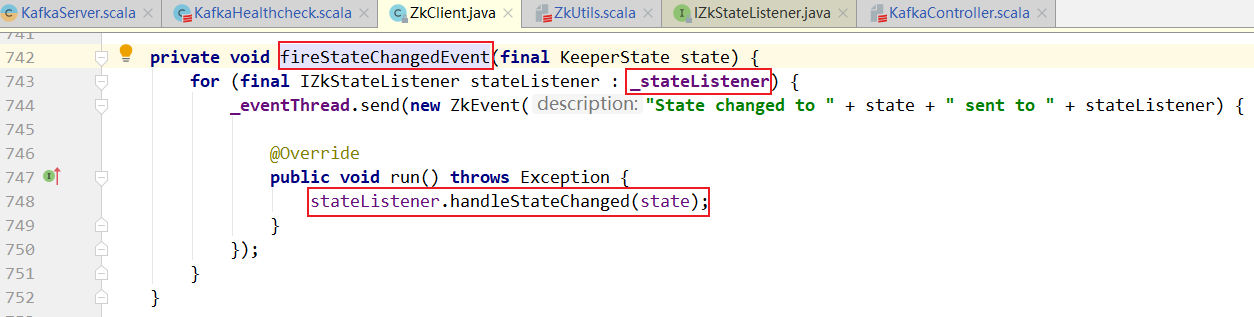 KafkaServer.scala KafkaHealthcheck.scala ZkClient.java ZkUtils.scala IZkStateListener.java KafkaController.scala
741
742 private void fireStateChangedEvent(final KeeperState state) {
743 for (final IZkStateListener stateListener : _stateListener) {
744 _eventThread.send(new ZkEvent( description: "State changed to " + state + " sent to " + stateListener) {
745
746 @Override
747 public void run() throws Exception {
748 stateListener.handleStateChanged(state);
749 }
750 });
751 }
752 }